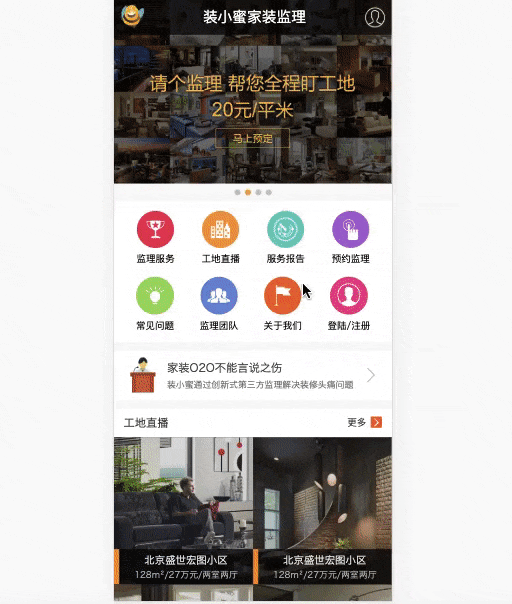 装小蜜家装监理
请个监理 帮您全程盯工地
20元/平米
马上预定
监理服务
工地直播
服务报告
预约监理
常见问题
监理团队
关于我们
登陆/注册
家装O2O不能言说之伤
装小蜜通过创新式第三方监理解决装修头痛问题
工地直播
更多
北京盛世宏图小区
北京盛世宏图小区
128m²/27万元/两室两厅
128m²/27万元/两室两厅